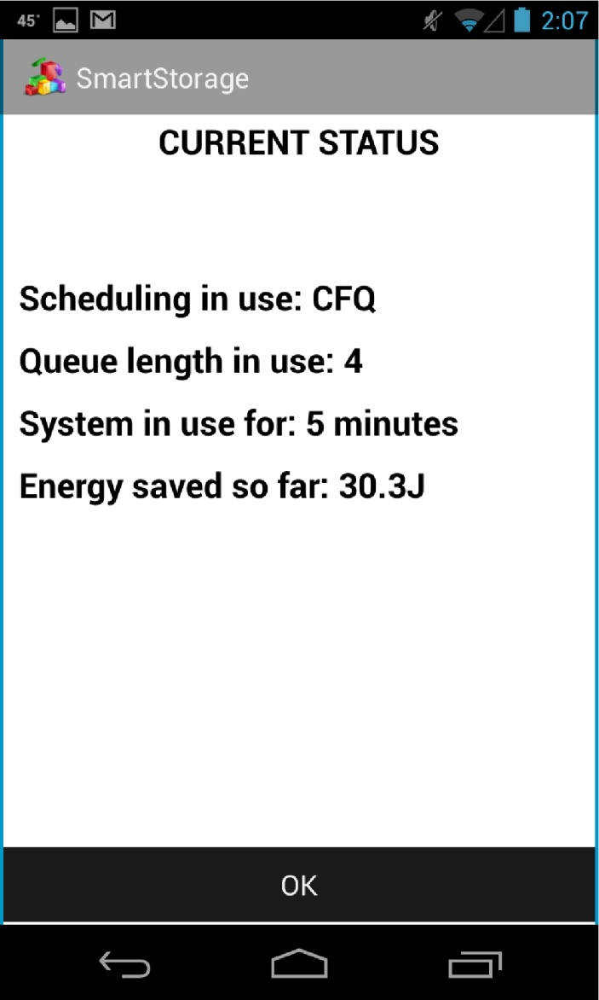 45° 2:07
SmartStorage
CURRENT STATUS
Scheduling in use: CFQ
Queue length in use: 4
System in use for: 5 minutes
Energy saved so far: 30.3J
OK